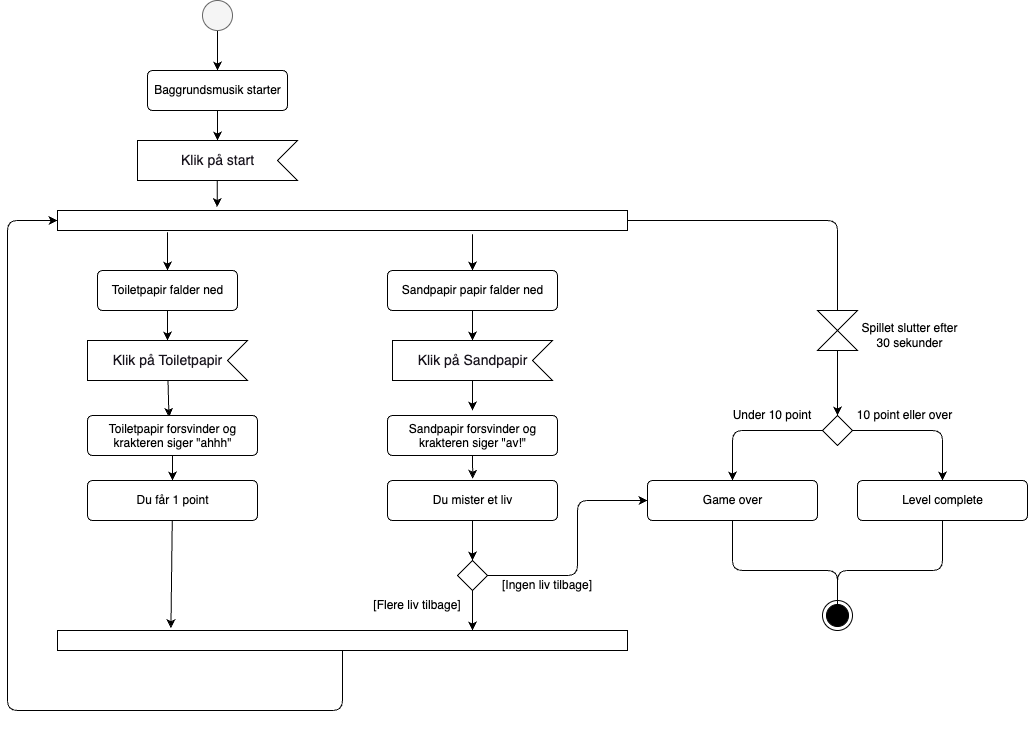 Baggrundsmusik starter
Klik på start
Toiletpapir falder ned
Sandpapir papir falder ned
Spillet slutter efter
30 sekunder
Klik på Toiletpapir
Klik på Sandpapir
Under 10 point
10 point eller over
Toiletpapir forsvinder og
krakteren siger "ahhh"
Sandpapir forsvinder og
krakteren siger "av!"
Du får 1 point
Du mister et liv
Game over
Level complete
[Ingen liv tilbage]
[Flere liv tilbage]